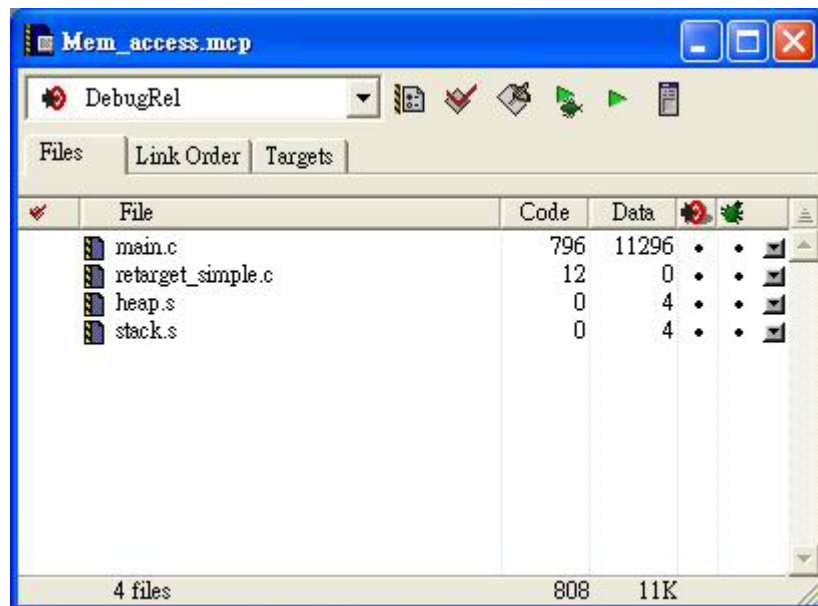 Mem_access.mcp
DebugRel
Files Link Order Targets
File Code Data
main.c 796 11296
retarget_simple.c 12 0
heap.s 0 4
stack.s 0 4
4 files 808 11K